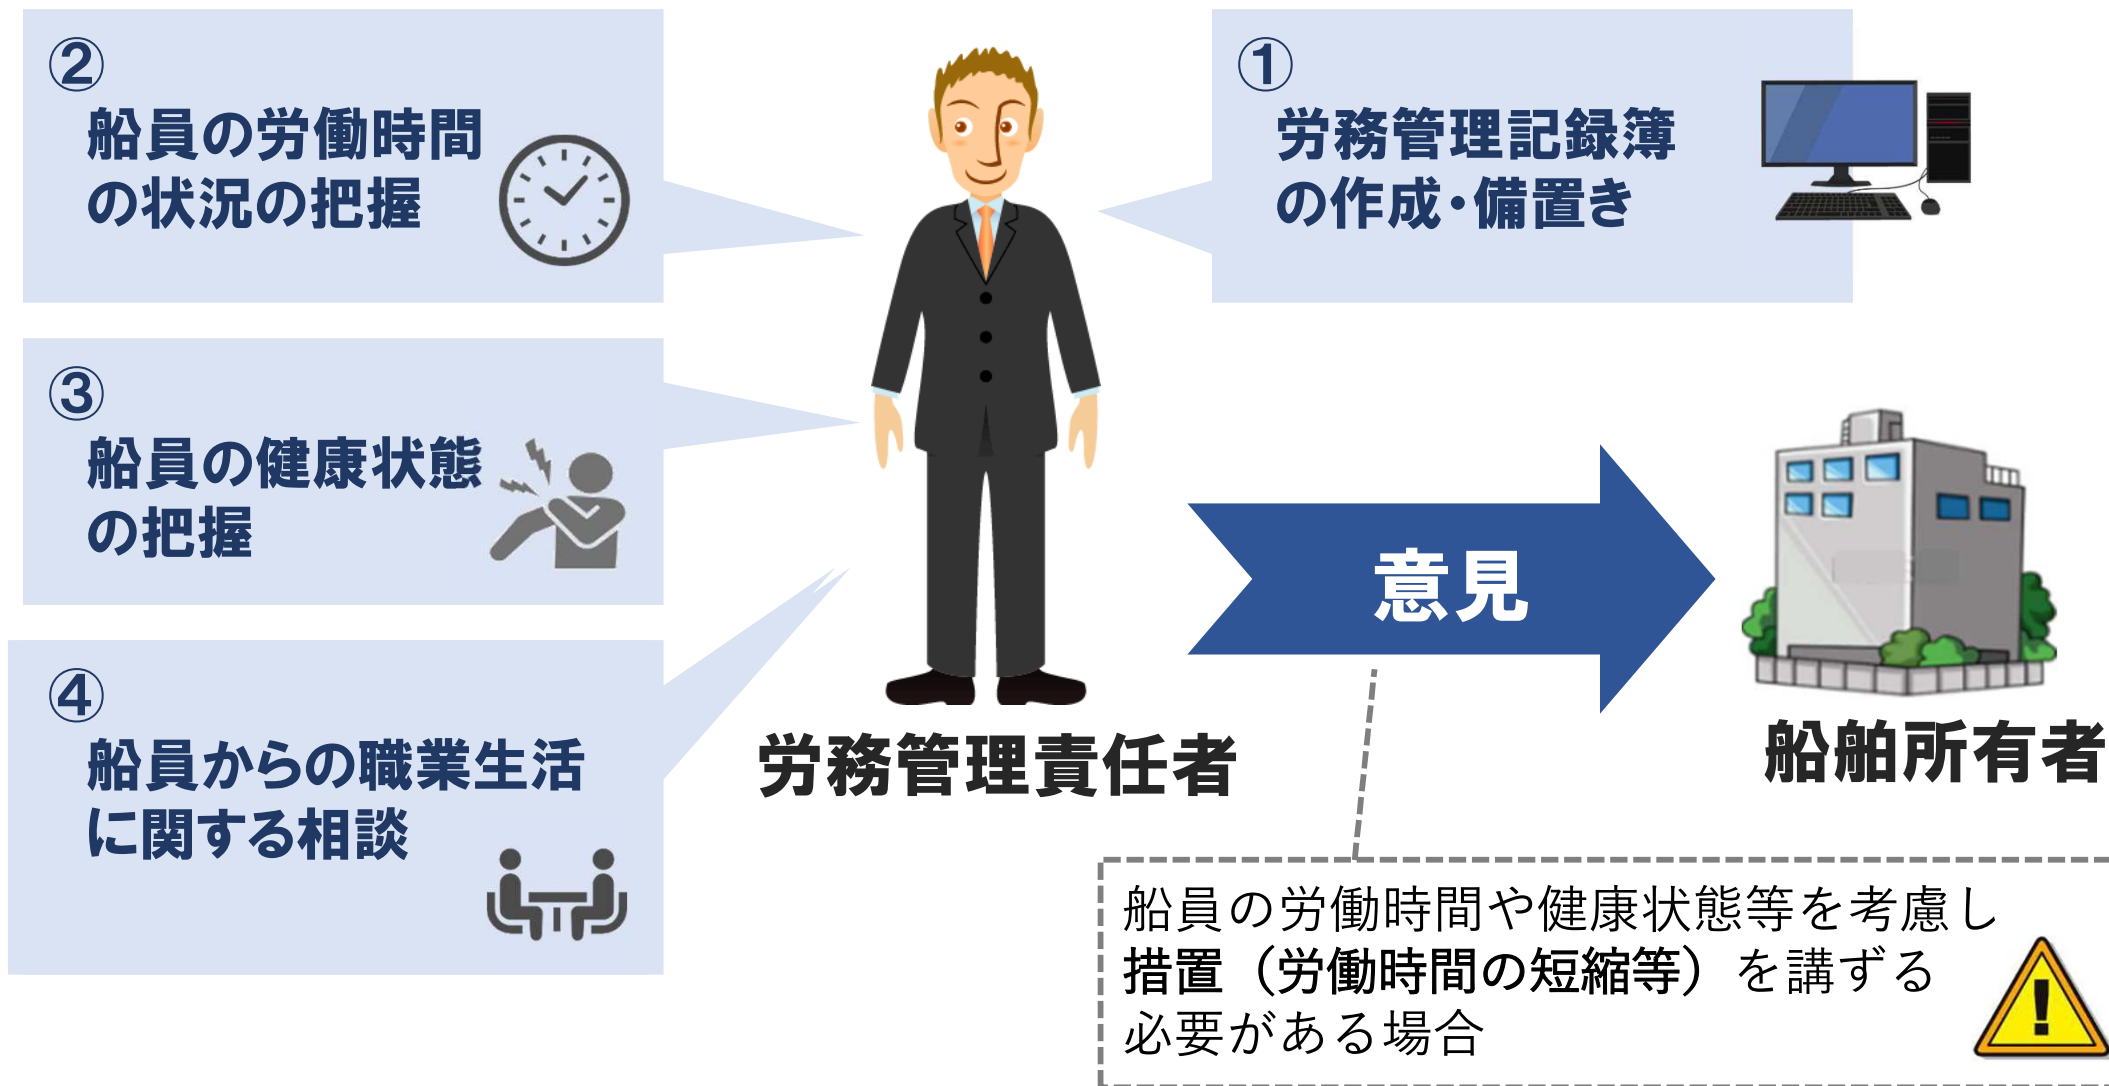 ①
労務管理記録簿
の作成・備置き
②
船員の労働時間
の状況の把握
③
船員の健康状態
の把握
④
船員からの職業生活
に関する相談
労務管理責任者
意見
船舶所有者
船員の労働時間や健康状態等を考慮し
措置（労働時間の短縮等）を講ずる
必要がある場合